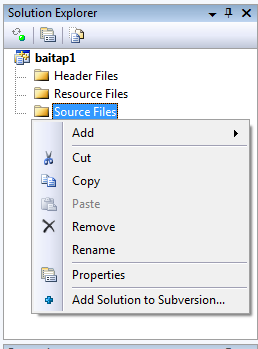 Solution Explorer
baitap1
Header Files
Resource Files
Source Files
Add
Cut
Copy
Paste
Remove
Rename
Properties
Add Solution to Subversion...